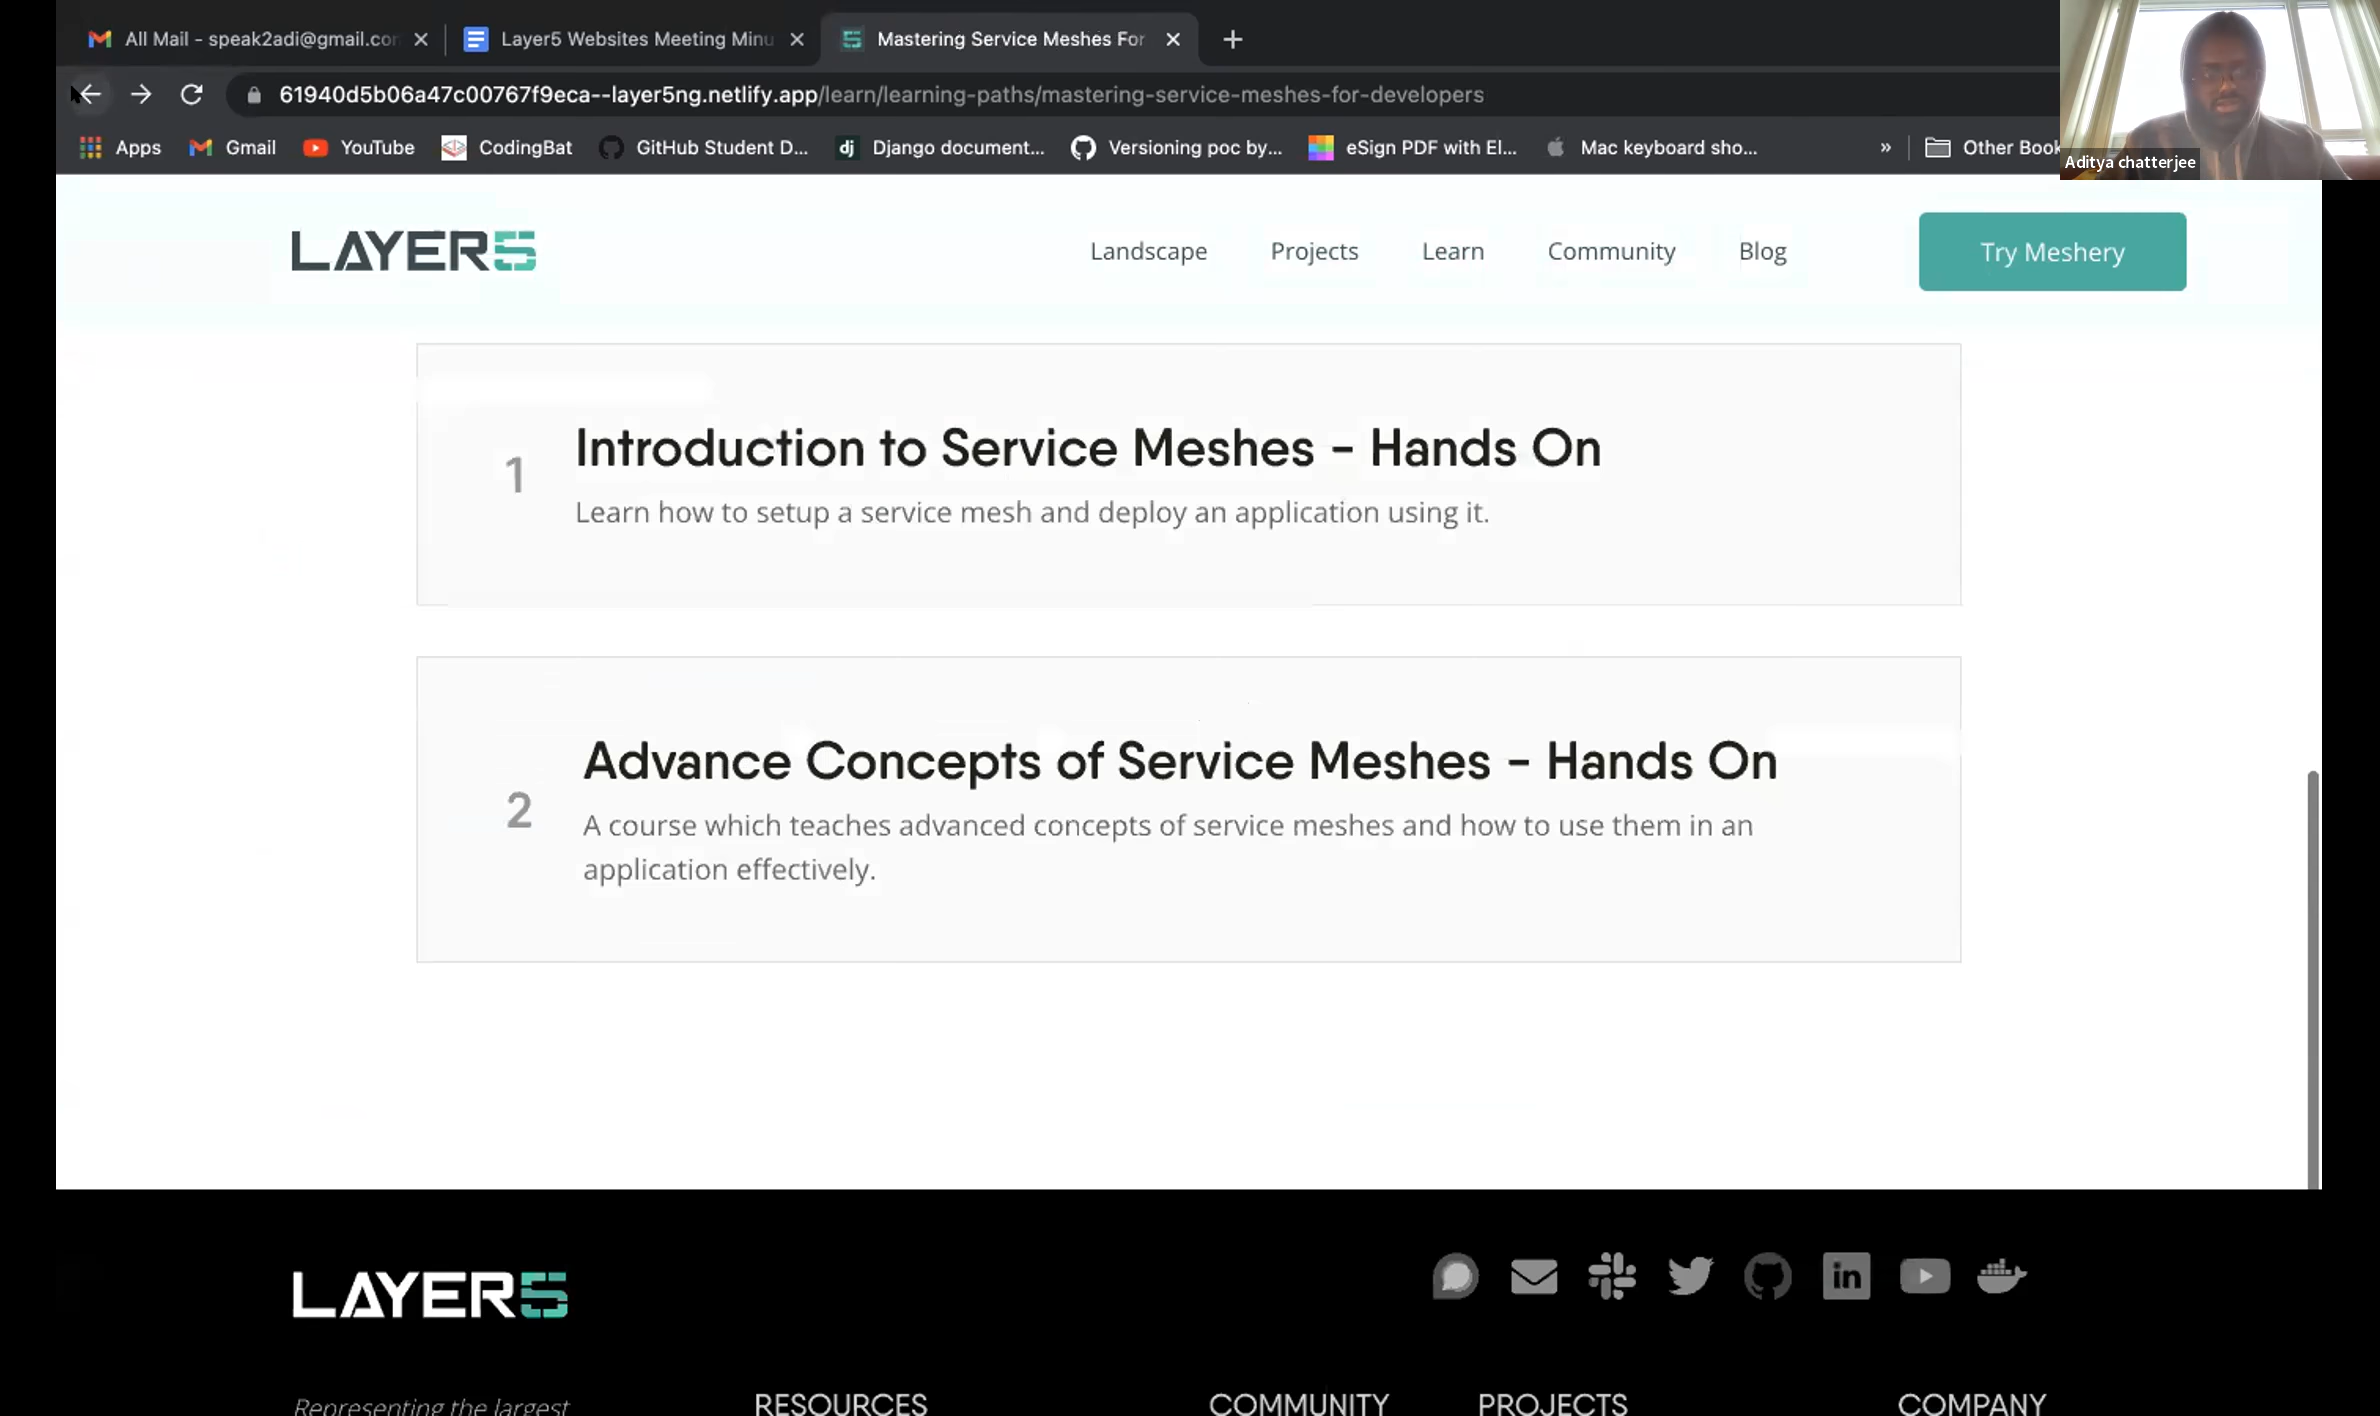 All Mail - speak2adi@gmail.com
Layer5 Websites Meeting Minu
Mastering Service Meshes For
61940d5b06a47c00767f9eca--layer5ng.netlify.app/learn/learning-paths/mastering-service-meshes-for-developers
Apps
Gmail
YouTube
CodingBat
GitHub Student D...
dj Django document...
Versioning poc by...
eSign PDF with El...
Mac keyboard sho...
»
Other Book
Aditya chatterjee
LAYER5
Landscape
Projects
Learn
Community
Blog
Try Meshery
1
Introduction to Service Meshes - Hands On
Learn how to setup a service mesh and deploy an application using it.
2
Advance Concepts of Service Meshes - Hands On
A course which teaches advanced concepts of service meshes and how to use them in an
application effectively.
LAYER5
in
Representing the largest
RESOURCES
COMMUNITY
PROJECTS
COMPANY